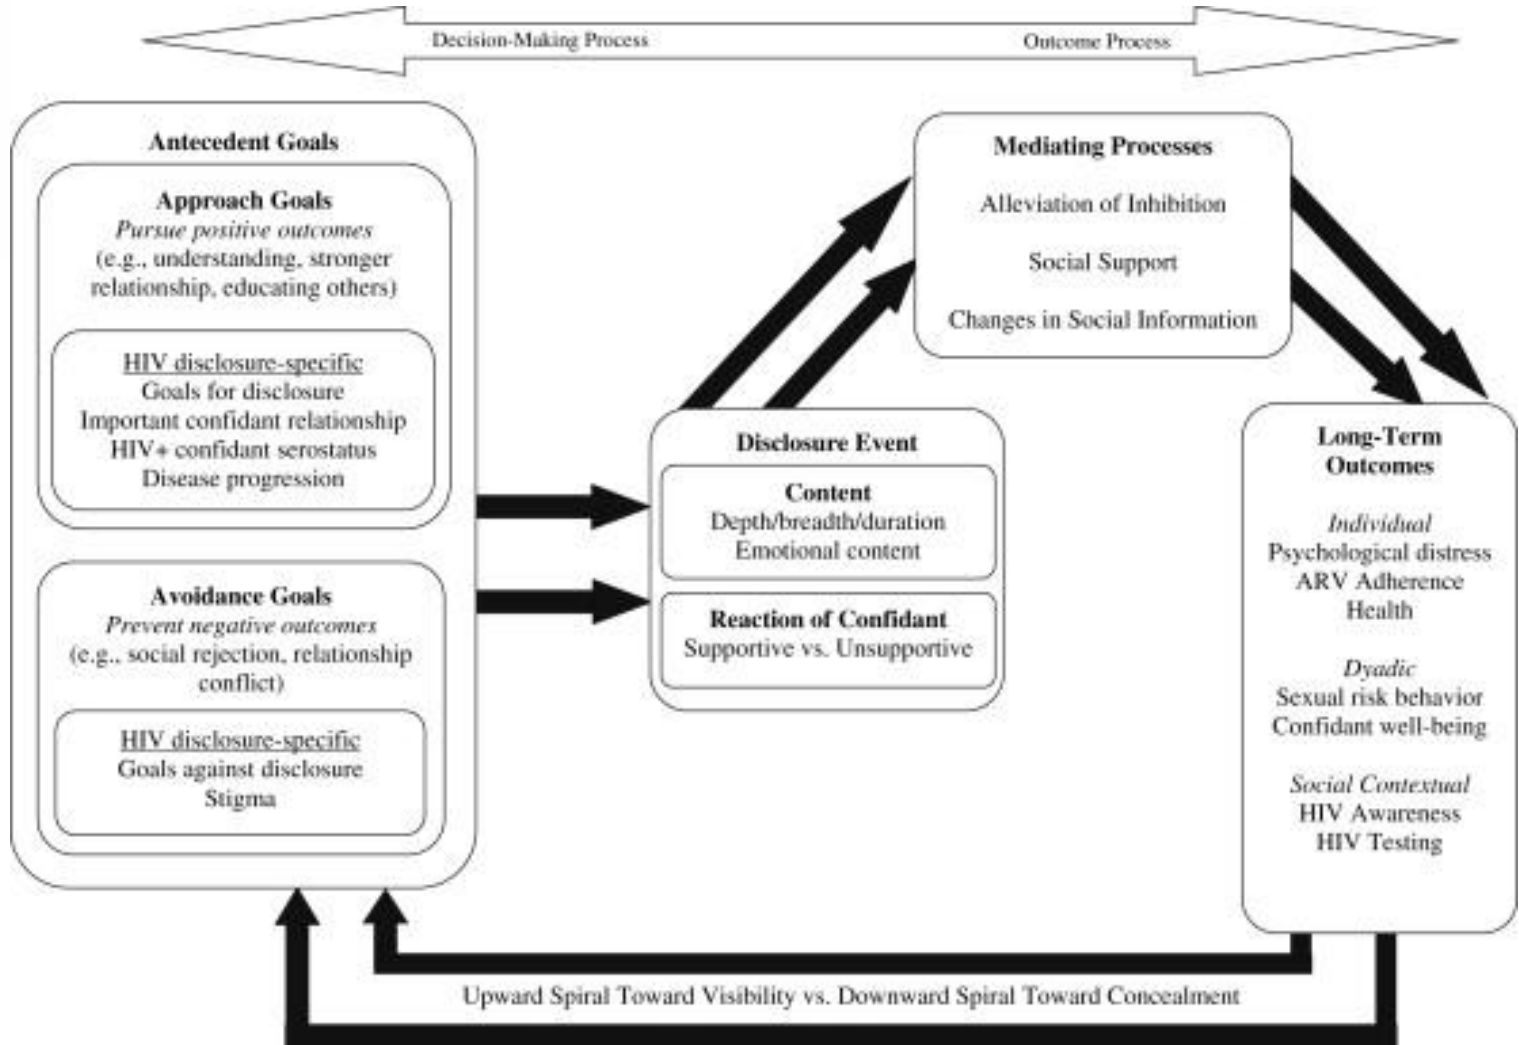 Decision-Making Process
Outcome Process
Antecedent Goals
Approach Goals
Pursue positive outcomes
(e.g., understanding, stronger
relationship, educating others)
HIV disclosure-specific
Goals for disclosure
Important confidant relationship
HIV+ confidant serostatus
Disease progression
Avoidance Goals
Prevent negative outcomes
(e.g., social rejection, relationship
conflict)
HIV disclosure-specific
Goals against disclosure
Stigma
Disclosure Event
Content
Depth/breadth/duration
Emotional content
Reaction of Confidant
Supportive vs. Unsupportive
Mediating Processes
Alleviation of Inhibition
Social Support
Changes in Social Information
Long-Term
Outcomes
Individual
Psychological distress
ARV Adherence
Health
Dyadic
Sexual risk behavior
Confidant well-being
Social Contextual
HIV Awareness
HIV Testing
Upward Spiral Toward Visibility vs. Downward Spiral Toward Concealment